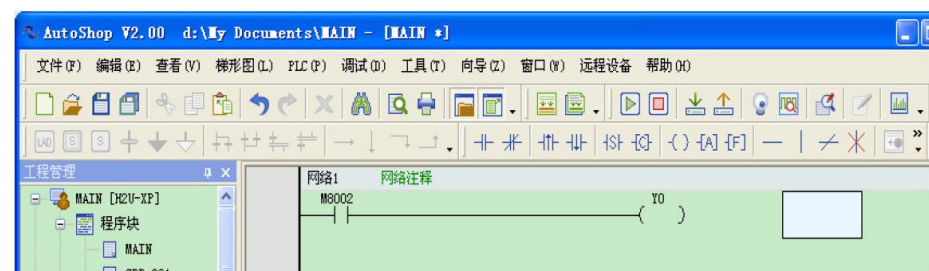 AutoShop V2.00 d:\My Documents\MAIN - [MAIN *]
文件(F) 编辑(E) 查看(V) 梯形图(L) PLC(P) 调试(D) 工具(T) 向导(Z) 窗口(W) 远程设备 帮助(H)
LAD S S ISI [C] ( ) [A] [F]
工程管理
网络1 网络注释
MAIN [H2U-XP]
M8002 Y0
程序块
MAIN